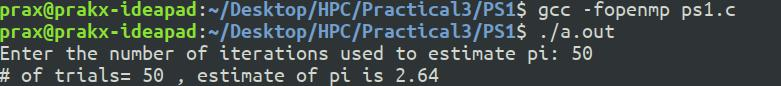 prax@prakx-ideapad:~/Desktop/HPC/Practical3/PS1$ gcc -fopenmp ps1.c
prax@prakx-ideapad:~/Desktop/HPC/Practical3/PS1$ ./a.out
Enter the number of iterations used to estimate pi: 50
# of trials= 50 , estimate of pi is 2.64